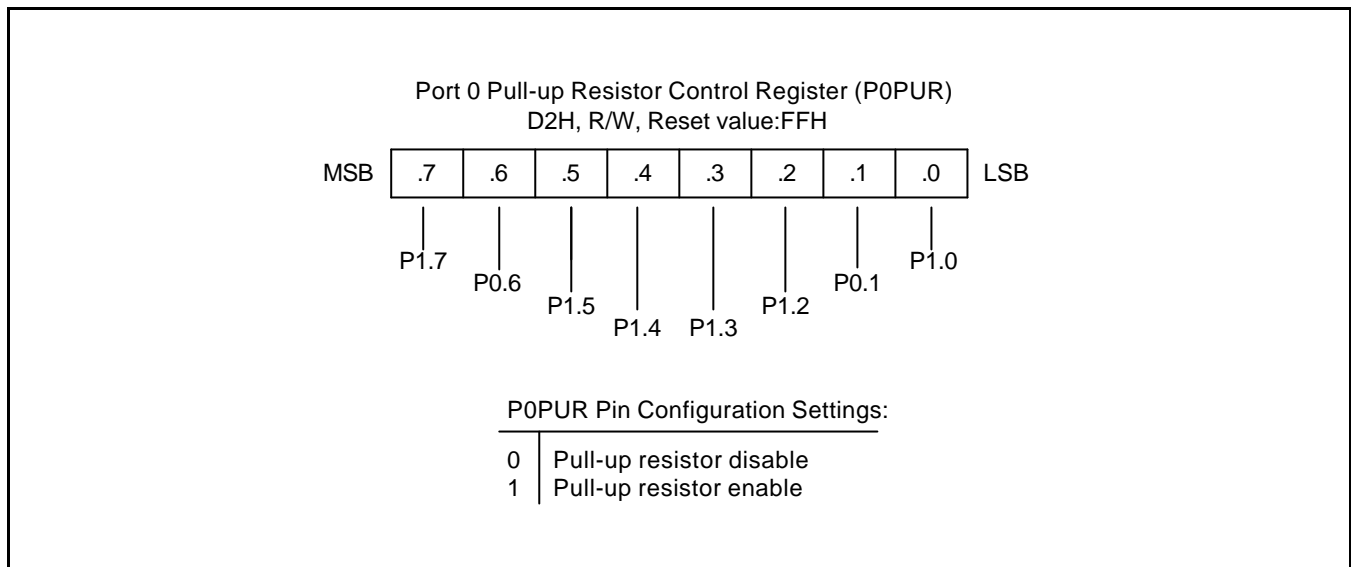 Port 0 Pull-up Resistor Control Register (P0PUR)
D2H, R/W, Reset value:FFH
MSB .7 .6 .5 .4 .3 .2 .1 .0 LSB
P1.7 P0.6 P1.5 P1.4 P1.3 P1.2 P0.1 P1.0
P0PUR Pin Configuration Settings:
0 Pull-up resistor disable
1 Pull-up resistor enable